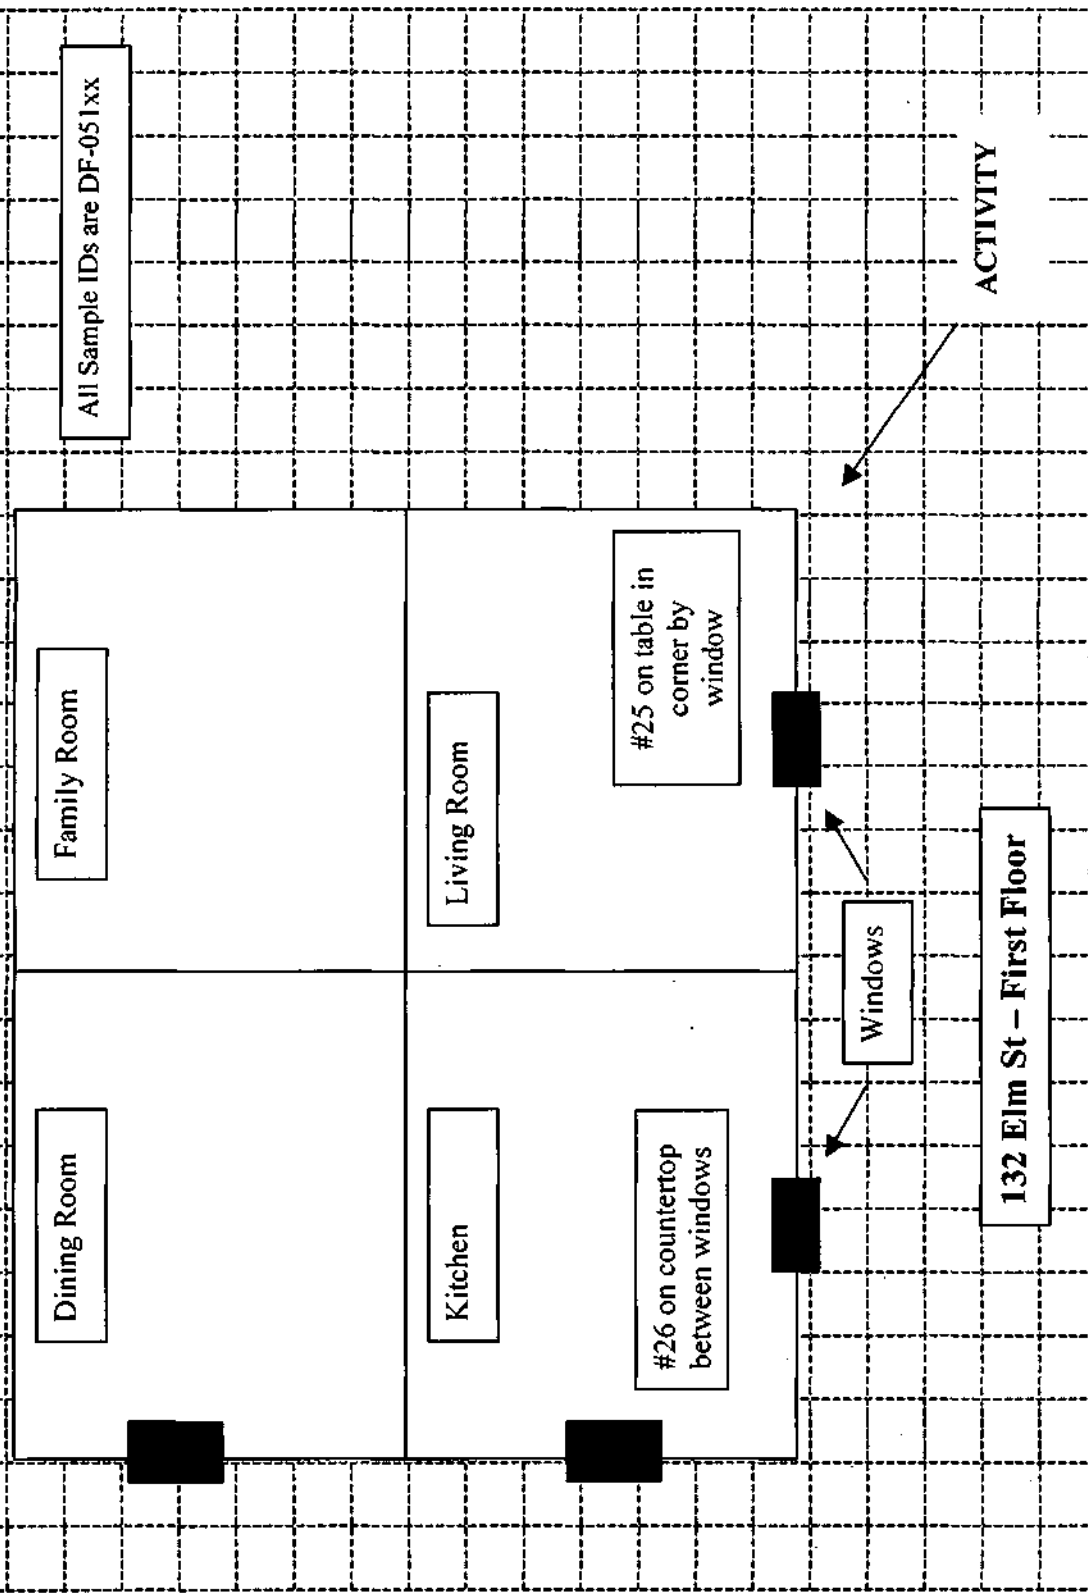 All Sample IDs are DF-051xx
Dining Room
Family Room
Kitchen
Living Room
#26 on countertop
between windows
#25 on table in
corner by
window
Windows
ACTIVITY
132 Elm St – First Floor